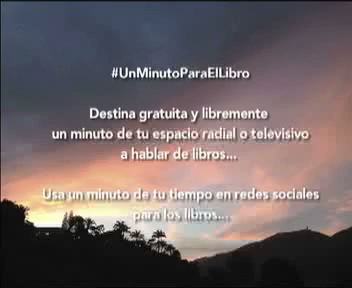 #UnMinutoParaElLibro
Destina gratuita y libremente
un minuto de tu espacio radial o televisivo
a hablar de libros...
Usa un minuto de tu tiempo en redes sociales
para los libros...